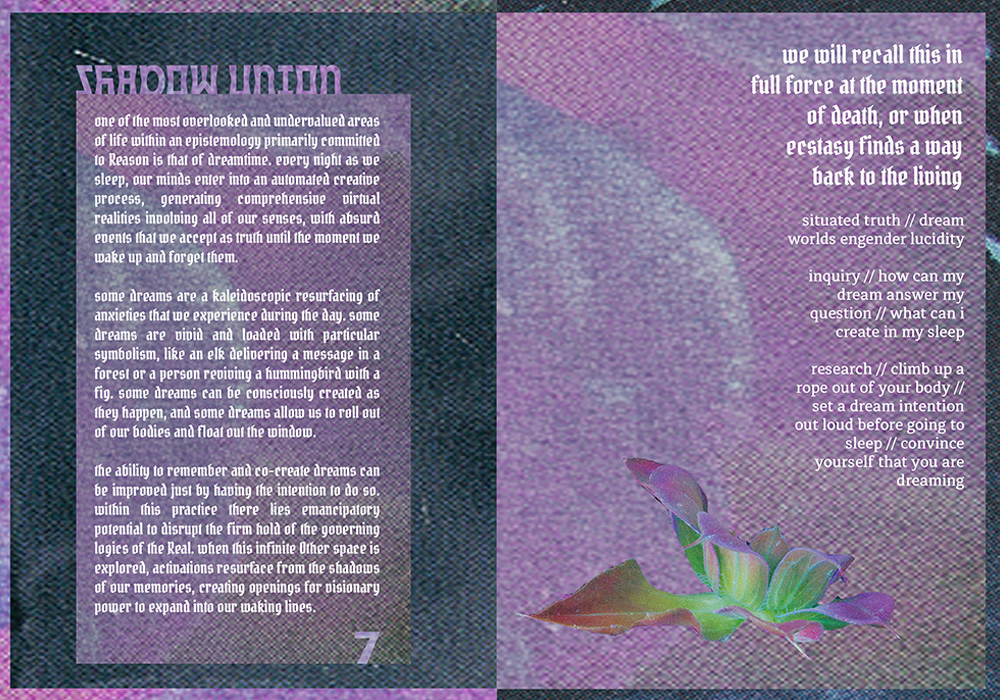 SHADOW UNION
one of the most overlooked and undervalued areas
of life within an epistemology primarily committed
to Reason is that of dreamtime. every night as we
sleep, our minds enter into an automated creative
process, generating comprehensive virtual
realities involving all of our senses, with absurd
events that we accept as truth until the moment we
wake up and forget them.
some dreams are a kaleidoscopic resurfacing of
anxieties that we experience during the day. some
dreams are vivid and loaded with particular
symbolism, like an elk delivering a message in a
forest or a person reviving a hummingbird with a
fig. some dreams can be consciously created as
they happen, and some dreams allow us to roll out
of our bodies and float out the window.
the ability to remember and co-create dreams can
be improved just by having the intention to do so.
within this practice there lies emancipatory
potential to disrupt the firm hold of the governing
logics of the Real. when this infinite Other space is
explored, activations resurface from the shadows
of our memories, creating openings for visionary
power to expand into our waking lives.
7
we will recall this in
full force at the moment
of death, or when
ecstasy finds a way
back to the living
situated truth // dream
worlds engender lucidity
inquiry // how can my
dream answer my
question // what can i
create in my sleep
research // climb up a
rope out of your body //
set a dream intention
out loud before going to
sleep // convince
yourself that you are
dreaming